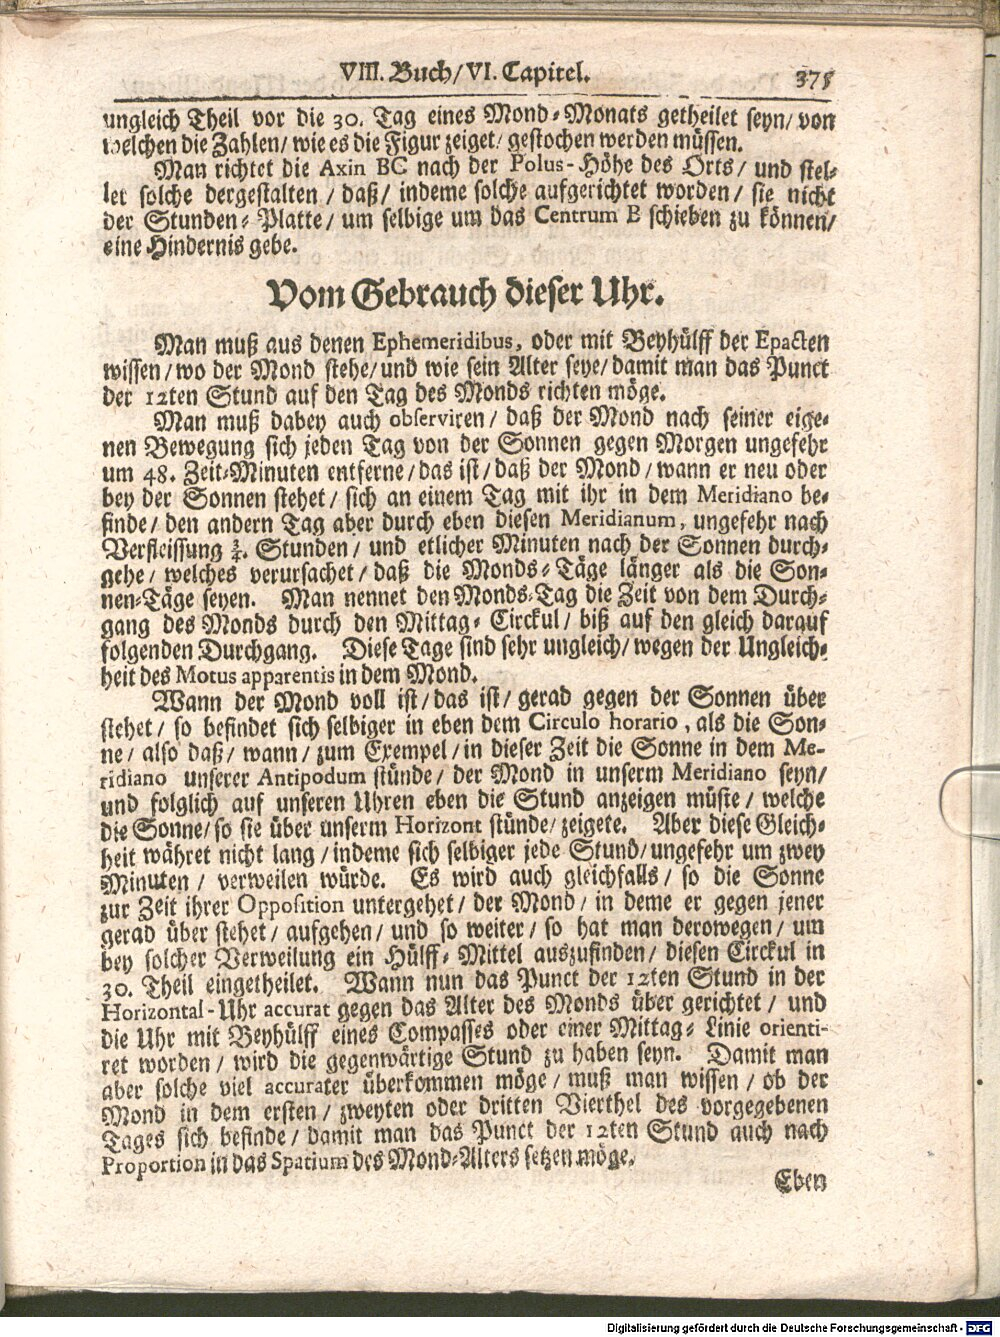 VIII. Buch/ VI. Capitel. 375
ungleich Theil vor die 30. Tag eines Mond-Monats getheilet seyn/ von
welchen die Zahlen/ wie es die Figur zeiget/ gestochen werden müssen.
Man richtet die Axin BC nach der Polus-Höhe des Orts/ und stel-
let solche dergestalten/ daß/ indeme solche aufgerichtet worden/ sie nicht
der Stunden-Platte/ um selbige um das Centrum B schieben zu können/
eine Hindernis gebe.
Vom Gebrauch dieser Uhr.
Man muß aus denen Ephemeridibus, oder mit Beyhülff der Epacten
wissen/ wo der Mond stehe/ und wie sein Alter seye/ damit man das Punct
der 12ten Stund auf den Tag des Monds richten möge.
Man muß dabey auch observiren/ daß der Mond nach seiner eige-
nen Bewegung sich jeden Tag von der Sonnen gegen Morgen ungefehr
um 48. Zeit-Minuten entferne/ das ist/ daß der Mond/ wann er neu oder
bey der Sonnen stehet/ sich an einem Tag mit ihr in dem Meridiano be-
finde/ den andern Tag aber durch eben diesen Meridianum, ungefehr nach
Verfleissung ¾. Stunden/ und etlicher Minuten nach der Sonnen durch-
gehe/ welches verursachet/ daß die Monds-Täge länger als die Son-
nen-Täge seyen. Man nennet den Monds-Tag die Zeit von dem Durch-
gang des Monds durch den Mittag-Circkul/ biß auf den gleich darauf
folgenden Durchgang. Diese Tage sind sehr ungleich/ wegen der Ungleich-
heit des Motus apparentis in dem Mond.
Wann der Mond voll ist/ das ist/ gerad gegen der Sonnen über
stehet/ so befindet sich selbiger in eben dem Circulo horario, als die Son-
ne/ also daß/ wann/ zum Exempel/ in dieser Zeit die Sonne in dem Me-
ridiano unserer Antipodum stünde/ der Mond in unserm Meridiano seyn/
und folglich auf unseren Uhren eben die Stund anzeigen müste/ welche
die Sonne/ so sie über unserm Horizont stünde/ zeigete. Aber diese Gleich-
heit währet nicht lang/ indeme sich selbiger jede Stund/ ungefehr um zwey
Minuten/ verweilen würde. Es wird auch gleichfalls/ so die Sonne
zur Zeit ihrer Opposition untergehet/ der Mond/ in deme er gegen jener
gerad über stehet/ aufgehen/ und so weiter/ so hat man derowegen/ um
bey solcher Verweilung ein Hülff-Mittel auszufinden/ diesen Circkul in
30. Theil eingetheilet. Wann nun das Punct der 12ten Stund in der
Horizontal-Uhr accurat gegen das Alter des Monds über gerichtet/ und
die Uhr mit Beyhülff eines Compasses oder einer Mittag-Linie orienti-
ret worden/ wird die gegenwärtige Stund zu haben seyn. Damit man
aber solche viel accurater überkommen möge/ muß man wissen/ ob der
Mond in dem ersten/ zweyten oder dritten Vierthel des vorgegebenen
Tages sich befinde/ damit man das Punct der 12ten Stund auch nach
Proportion in das Spatium des Mond-Alters setzen möge.
Eben
Digitalisierung gefördert durch die Deutsche Forschungsgemeinschaft - DFG